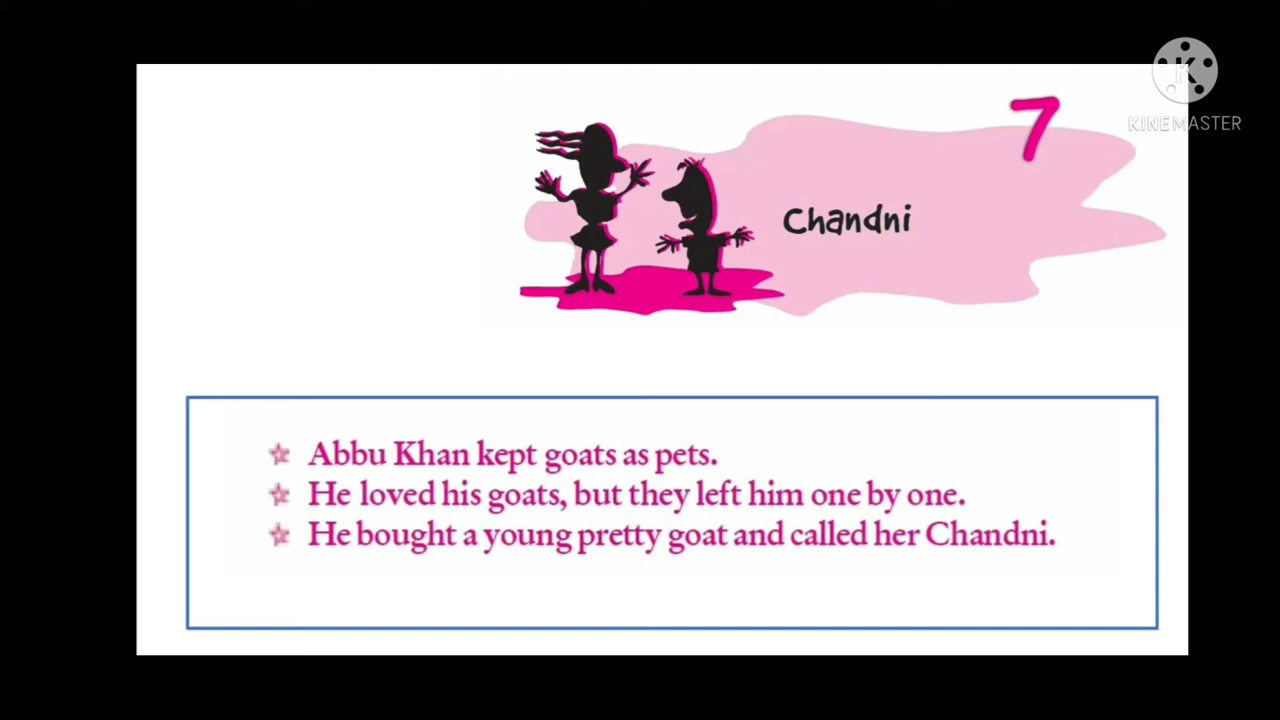 KINEMASTER
7
Chandni
Abbu Khan kept goats as pets.
He loved his goats, but they left him one by one.
He bought a young pretty goat and called her Chandni.